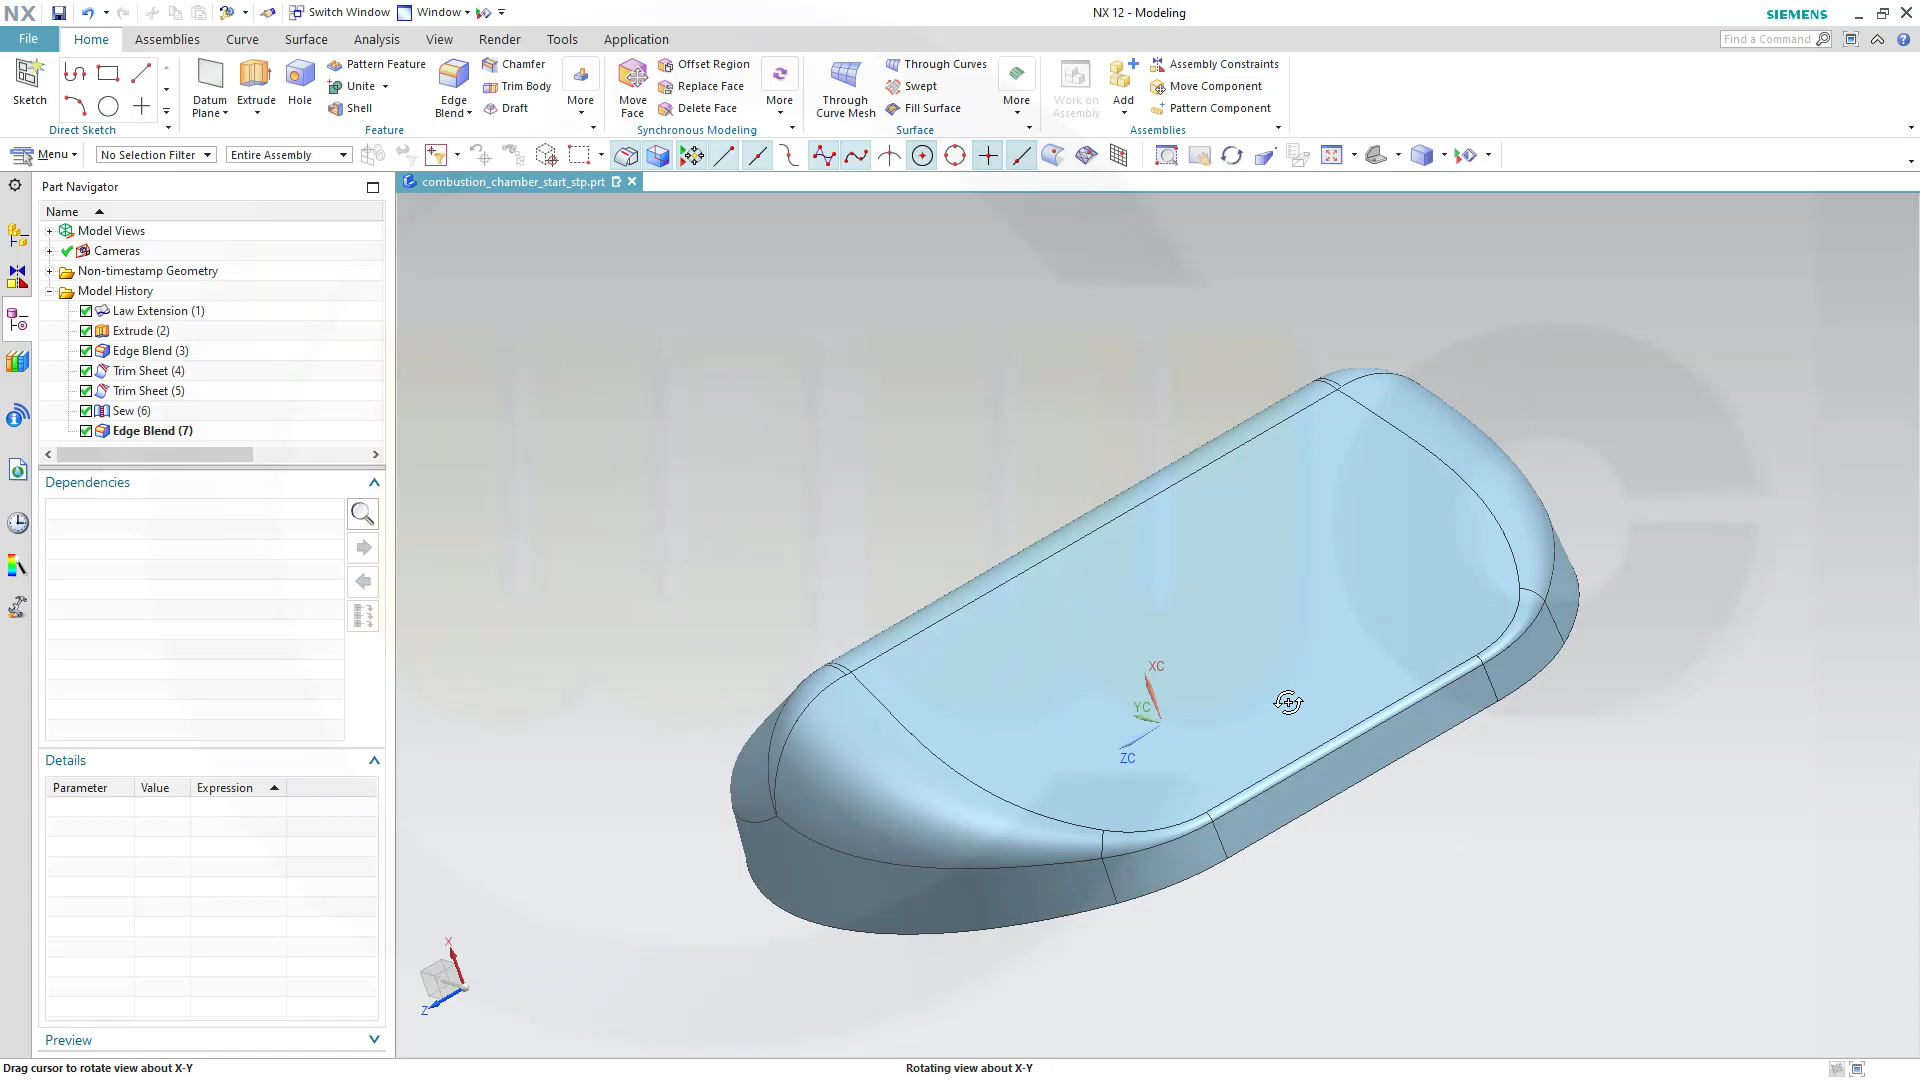 NX
Switch Window
Window
NX 12 - Modeling
SIEMENS
File
Home
Assemblies
Curve
Surface
Analysis
View
Render
Tools
Application
Find a Command
Sketch
Direct Sketch
Datum
Plane
Extrude
Hole
Pattern Feature
Unite
Shell
Edge
Blend
Chamfer
Trim Body
Draft
More
Feature
Move
Face
Offset Region
Replace Face
Delete Face
More
Synchronous Modeling
Through
Curve Mesh
Through Curves
Swept
Fill Surface
More
Surface
Work on
Assembly
Add
Assembly Constraints
Move Component
Pattern Component
Assemblies
Menu
No Selection Filter
Entire Assembly
Part Navigator
combustion_chamber_start_stp.prt
Name
Model Views
Cameras
Non-timestamp Geometry
Model History
Law Extension (1)
Extrude (2)
Edge Blend (3)
Trim Sheet (4)
Trim Sheet (5)
Sew (6)
Edge Blend (7)
Dependencies
Details
Parameter
Value
Expression
Preview
XC
YC
ZC
X
Z
Drag cursor to rotate view about X-Y
Rotating view about X-Y